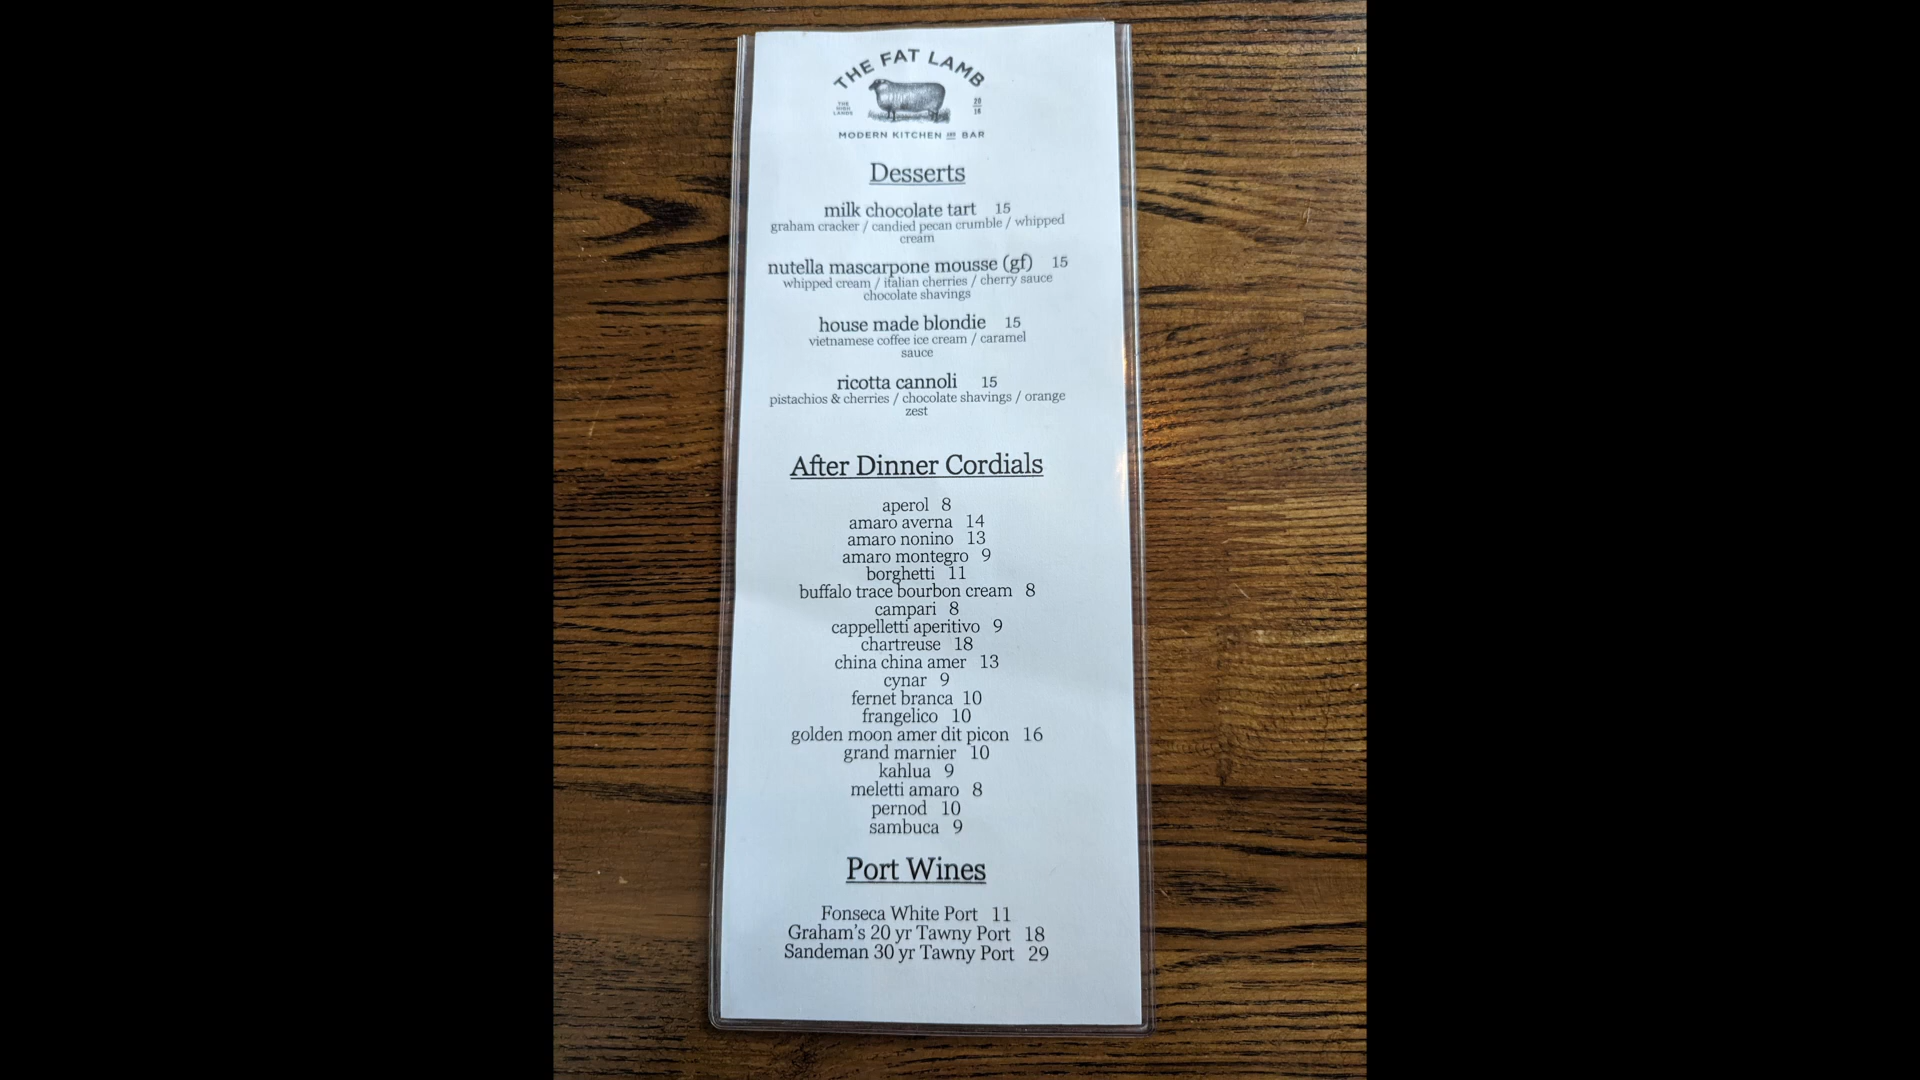 THE FAT LAMB
THE
HIGH
LANDS
20
18
MODERN KITCHEN AND BAR
Desserts
milk chocolate tart 15
graham cracker / candied pecan crumble / whipped
cream
nutella mascarpone mousse (gf) 15
whipped cream / italian cherries / cherry sauce
chocolate shavings
house made blondie 15
vietnamese coffee ice cream / caramel
sauce
ricotta cannoli 15
pistachios & cherries / chocolate shavings / orange
zest
After Dinner Cordials
aperol 8
amaro averna 14
amaro nonino 13
amaro montegro 9
borghetti 11
buffalo trace bourbon cream 8
campari 8
cappelletti aperitivo 9
chartreuse 18
china china amer 13
cynar 9
fernet branca 10
frangelico 10
golden moon amer dit picon 16
grand marnier 10
kahlua 9
meletti amaro 8
pernod 10
sambuca 9
Port Wines
Fonseca White Port 11
Graham's 20 yr Tawny Port 18
Sandeman 30 yr Tawny Port 29